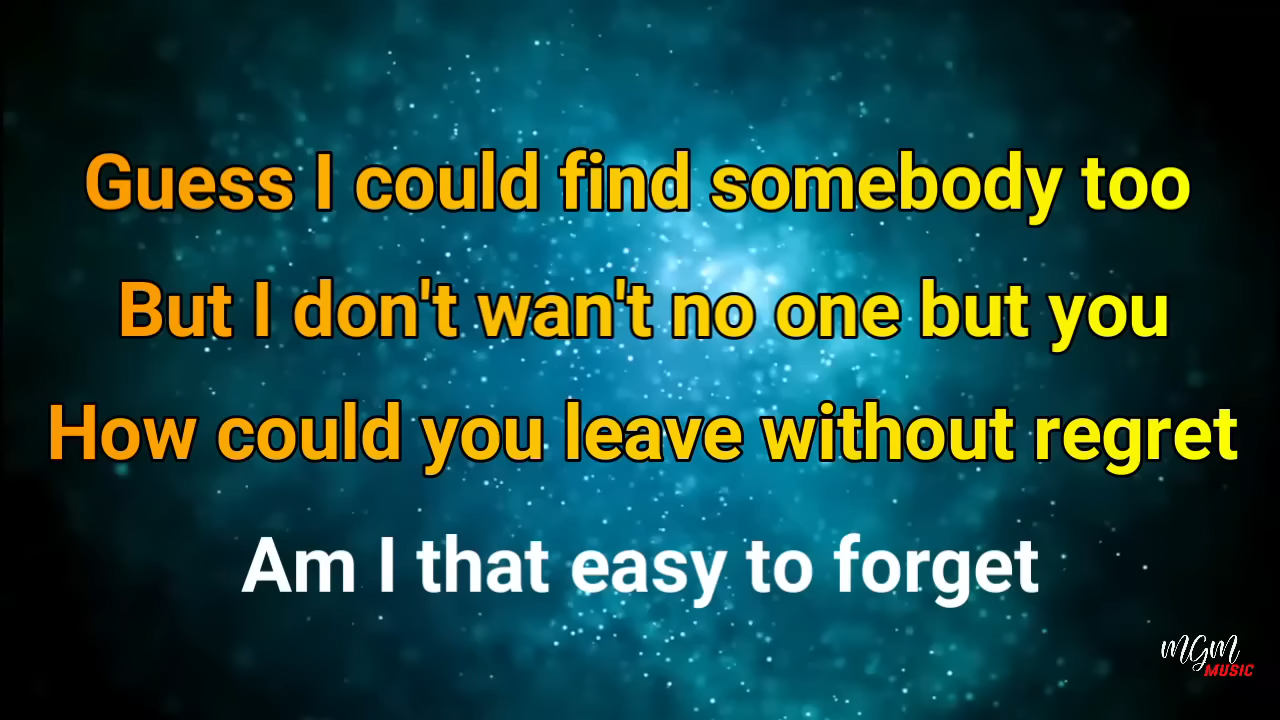 Guess I could find somebody too
But I don't wan't no one but you
How could you leave without regret
Am I that easy to forget
MGM
MUSIC